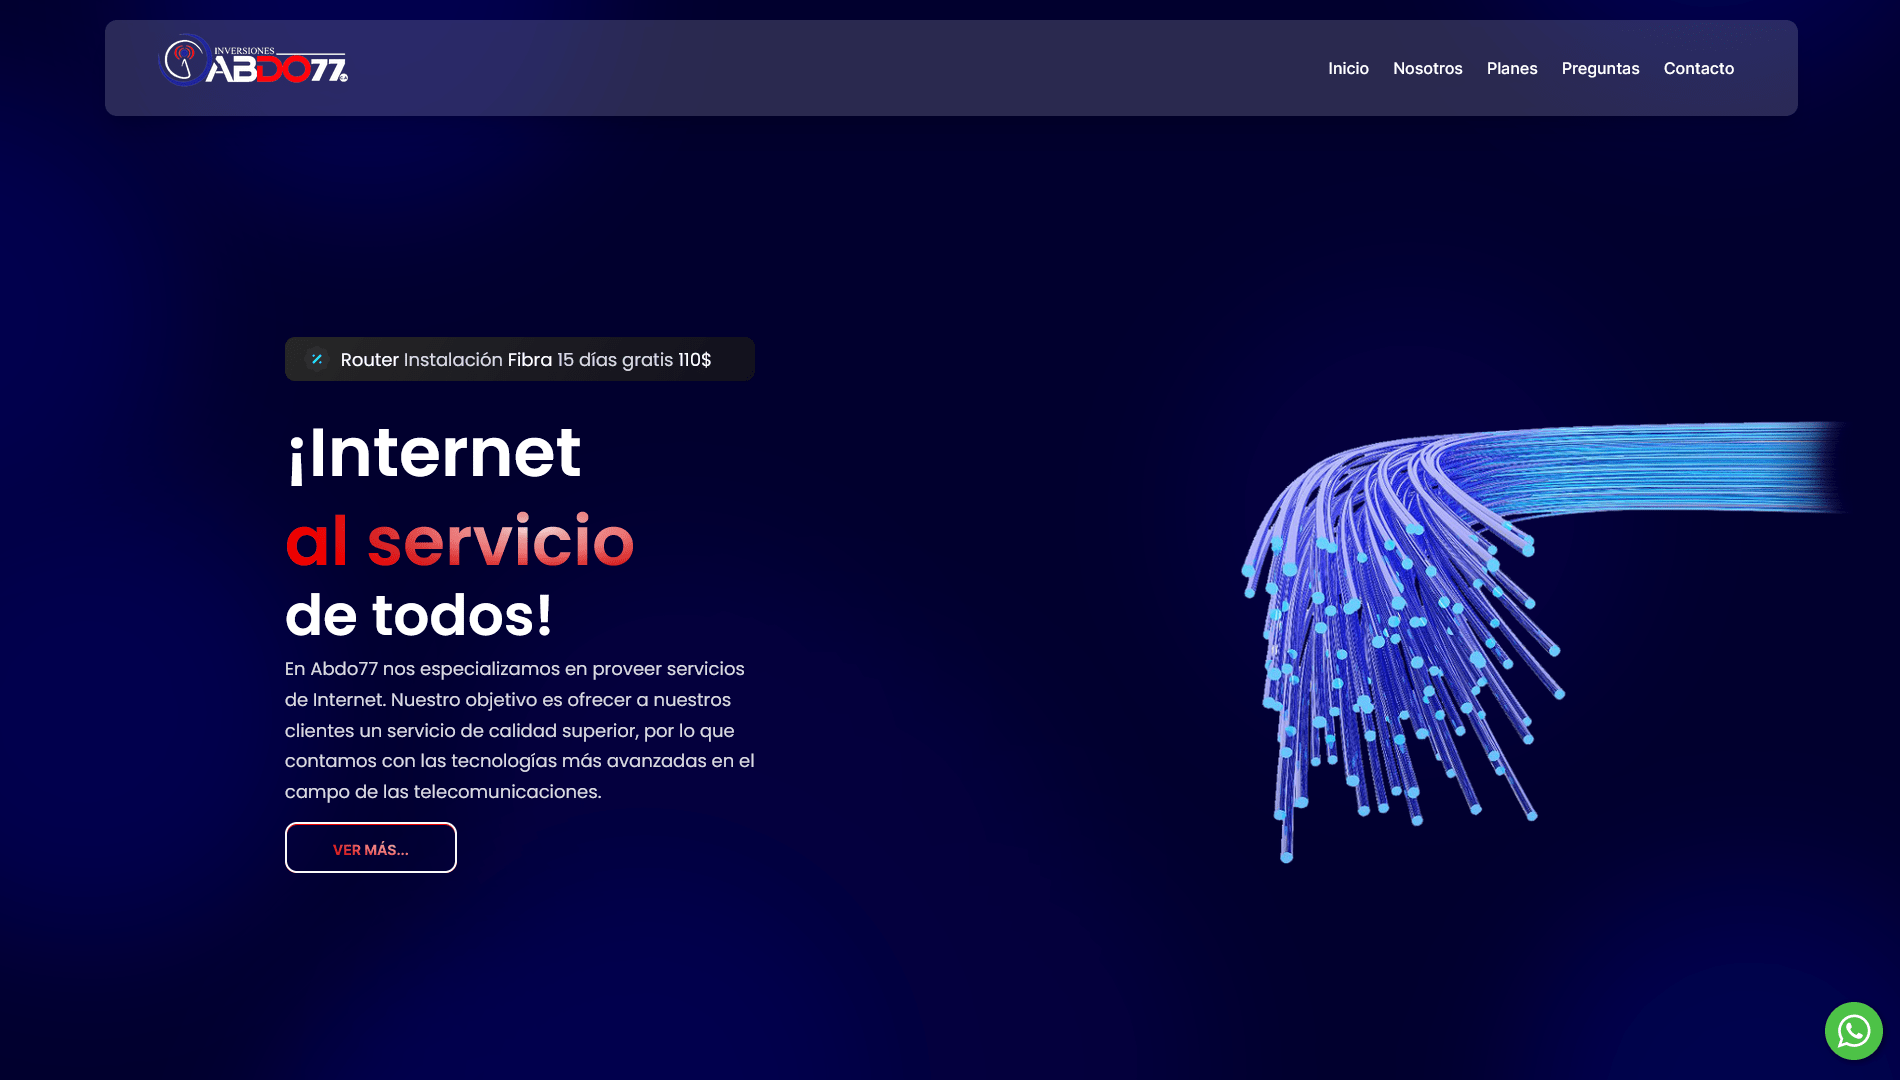 INVERSIONES
ABDO77
Inicio
Nosotros
Planes
Preguntas
Contacto
Router Instalación Fibra 15 días gratis 110$
¡Internet
al servicio
de todos!
En Abdo77 nos especializamos en proveer servicios
de Internet. Nuestro objetivo es ofrecer a nuestros
clientes un servicio de calidad superior, por lo que
contamos con las tecnologías más avanzadas en el
campo de las telecomunicaciones.
VER MÁS...